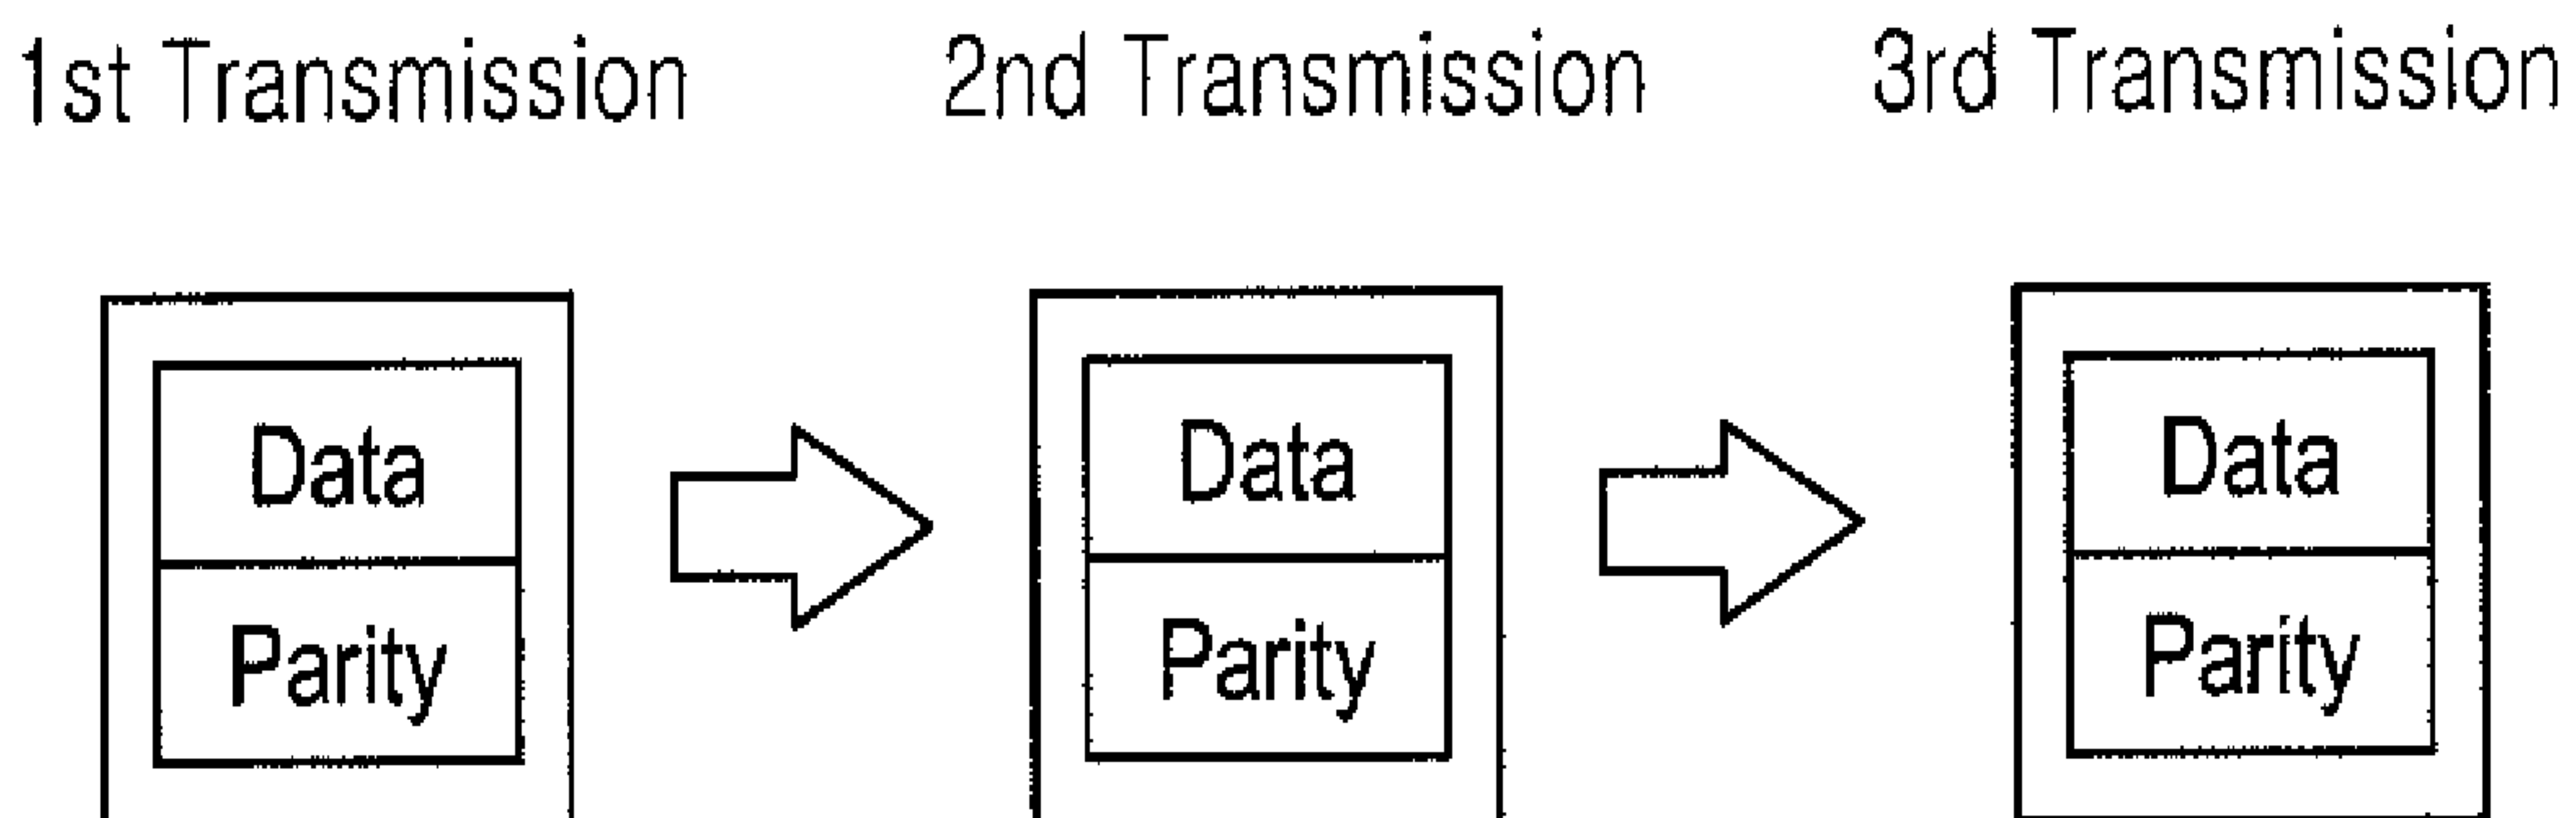 1st Transmission 2nd Transmission 3rd Transmission
Data Data Data
Parity Parity Parity